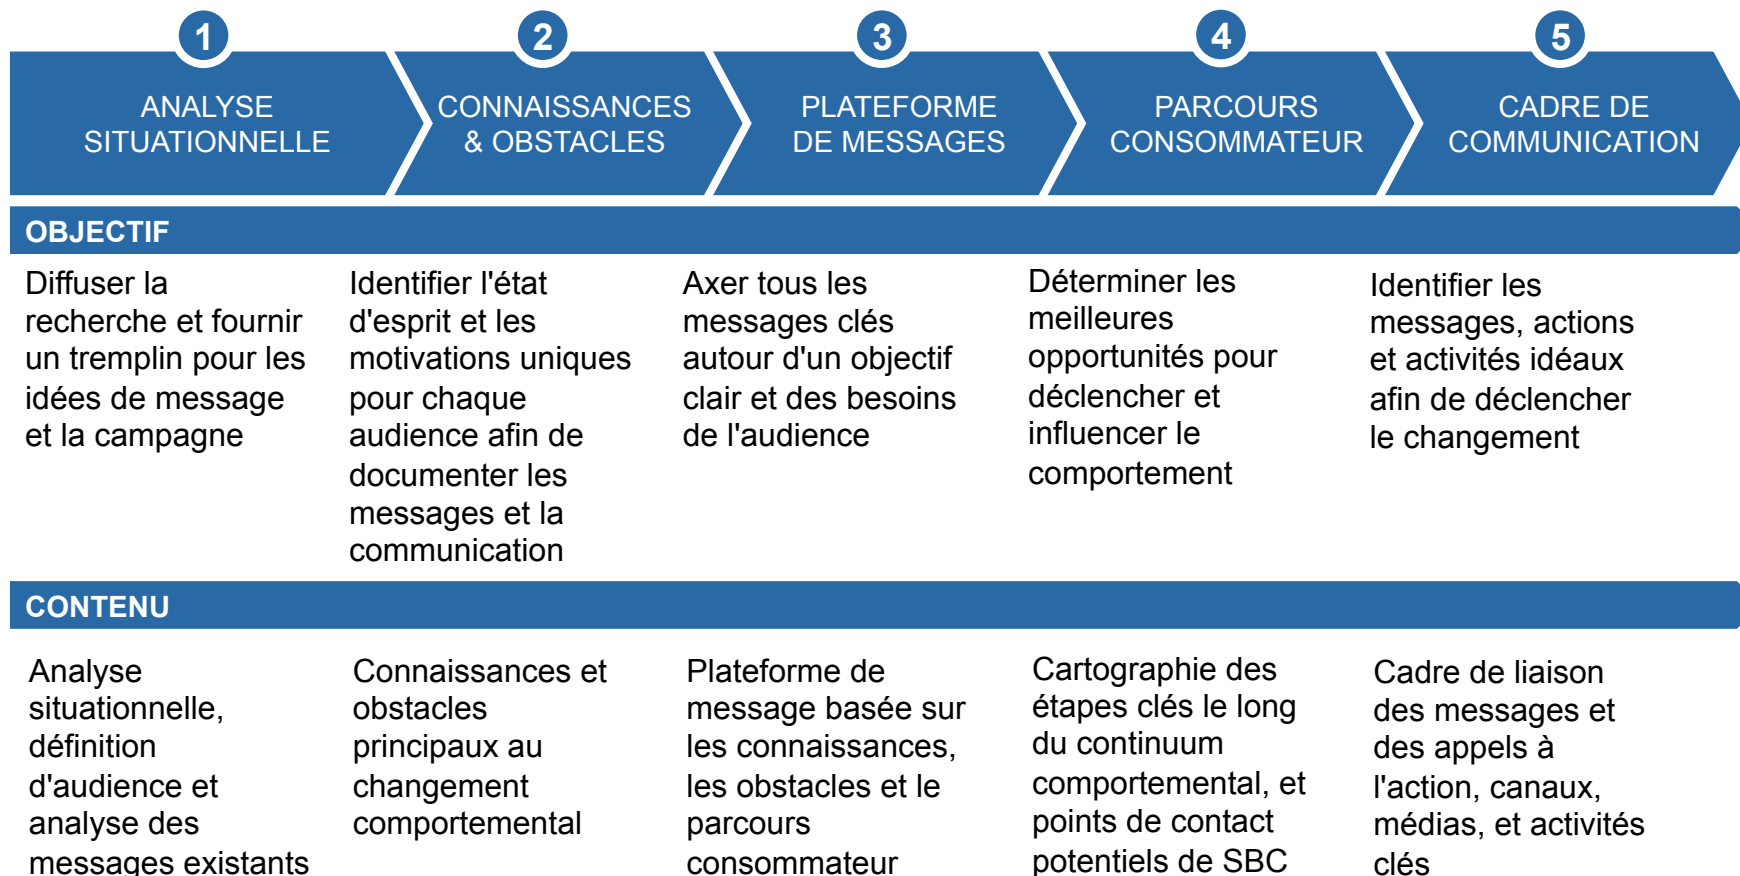 1
ANALYSE
SITUATIONNELLE
2
CONNAISSANCES
& OBSTACLES
3
PLATEFORME
DE MESSAGES
4
PARCOURS
CONSOMMATEUR
5
CADRE DE
COMMUNICATION
OBJECTIF
Diffuser la
recherche et fournir
un tremplin pour les
idées de message
et la campagne
Identifier l'état
d'esprit et les
motivations uniques
pour chaque
audience afin de
documenter les
messages et la
communication
Axer tous les
messages clés
autour d'un objectif
clair et des besoins
de l'audience
Déterminer les
meilleures
opportunités pour
déclencher et
influencer le
comportement
Identifier les
messages, actions
et activités idéaux
afin de déclencher
le changement
CONTENU
Analyse
situationnelle,
définition
d'audience et
analyse des
messages existants
Connaissances et
obstacles
principaux au
changement
comportemental
Plateforme de
message basée sur
les connaissances,
les obstacles et le
parcours
consommateur
Cartographie des
étapes clés le long
du continuum
comportemental, et
points de contact
potentiels de SBC
Cadre de liaison
des messages et
des appels à
l'action, canaux,
médias, et activités
clés